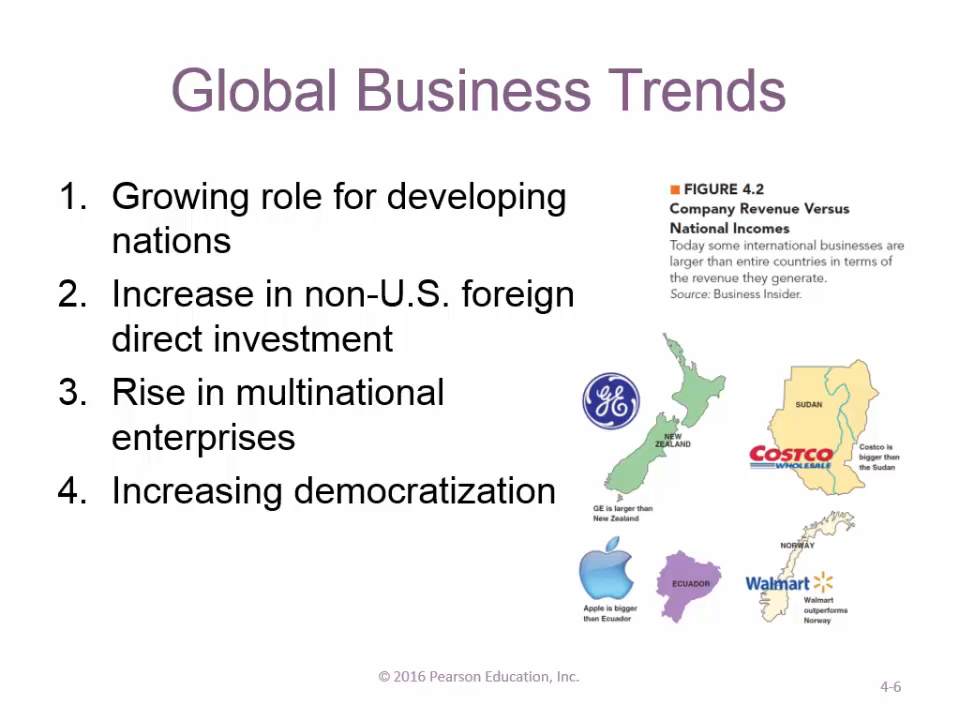 Global Business Trends
1. Growing role for developing
nations
2. Increase in non-U.S. foreign
direct investment
3. Rise in multinational
enterprises
4. Increasing democratization
FIGURE 4.2
Company Revenue Versus
National Incomes
Today some international businesses are
larger than entire countries in terms of
the revenue they generate.
Source: Business Insider.
GE
NEW
ZEALAND
GE is larger than
New Zealand
SUDAN
COSTCO
WHOLESALE
Costco is
bigger than
the Sudan
Apple is bigger
than Ecuador
ECUADOR
NORWAY
Walmart
Walmart
outperforms
Norway
© 2016 Pearson Education, Inc.
4-6